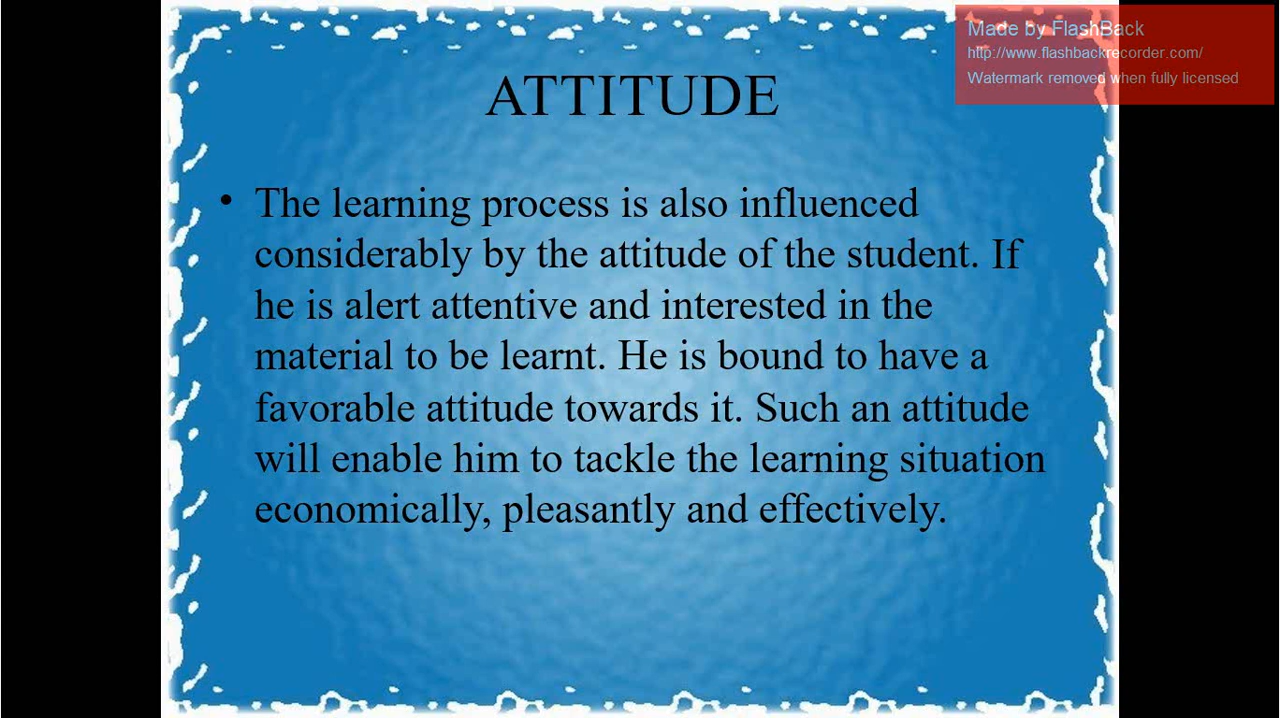 Made by FlashBack
http://www.flashbackrecorder.com/
Watermark removed when fully licensed
ATTITUDE
• The learning process is also influenced
considerably by the attitude of the student. If
he is alert attentive and interested in the
material to be learnt. He is bound to have a
favorable attitude towards it. Such an attitude
will enable him to tackle the learning situation
economically, pleasantly and effectively.